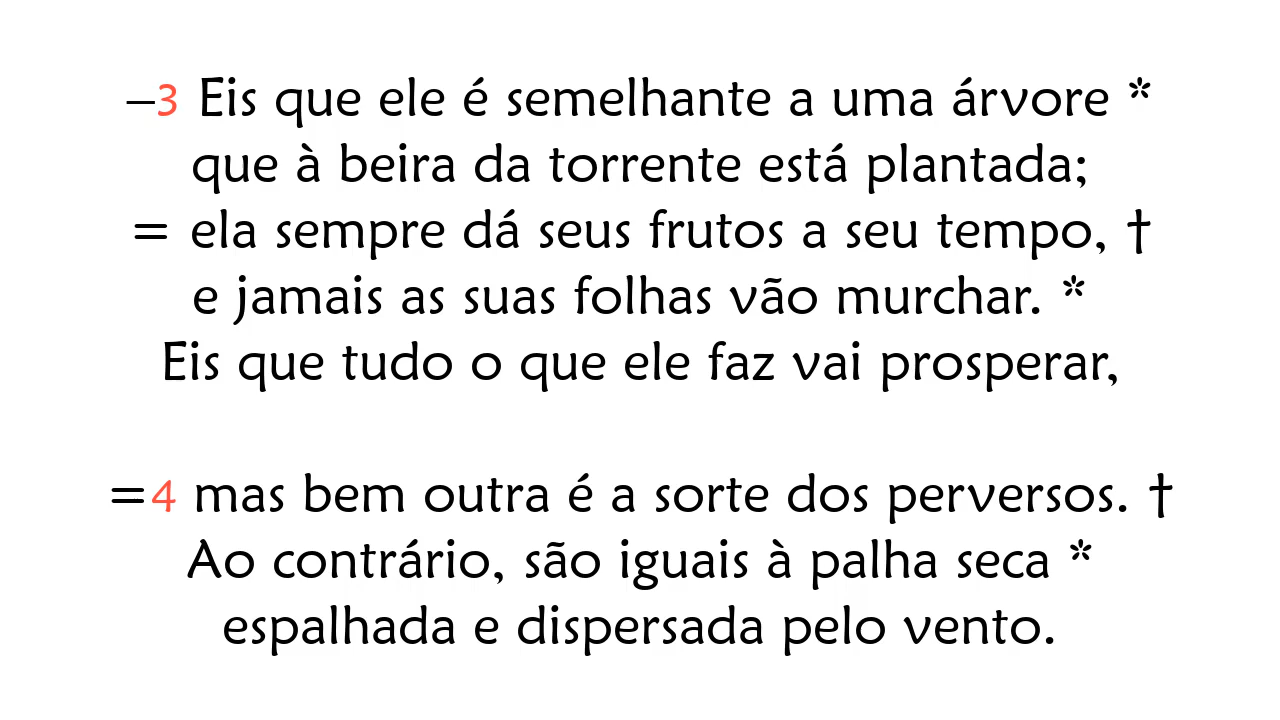 –3 Eis que ele é semelhante a uma árvore *
que à beira da torrente está plantada;
= ela sempre dá seus frutos a seu tempo, †
e jamais as suas folhas vão murchar. *
Eis que tudo o que ele faz vai prosperar,
=4 mas bem outra é a sorte dos perversos. †
Ao contrário, são iguais à palha seca *
espalhada e dispersada pelo vento.